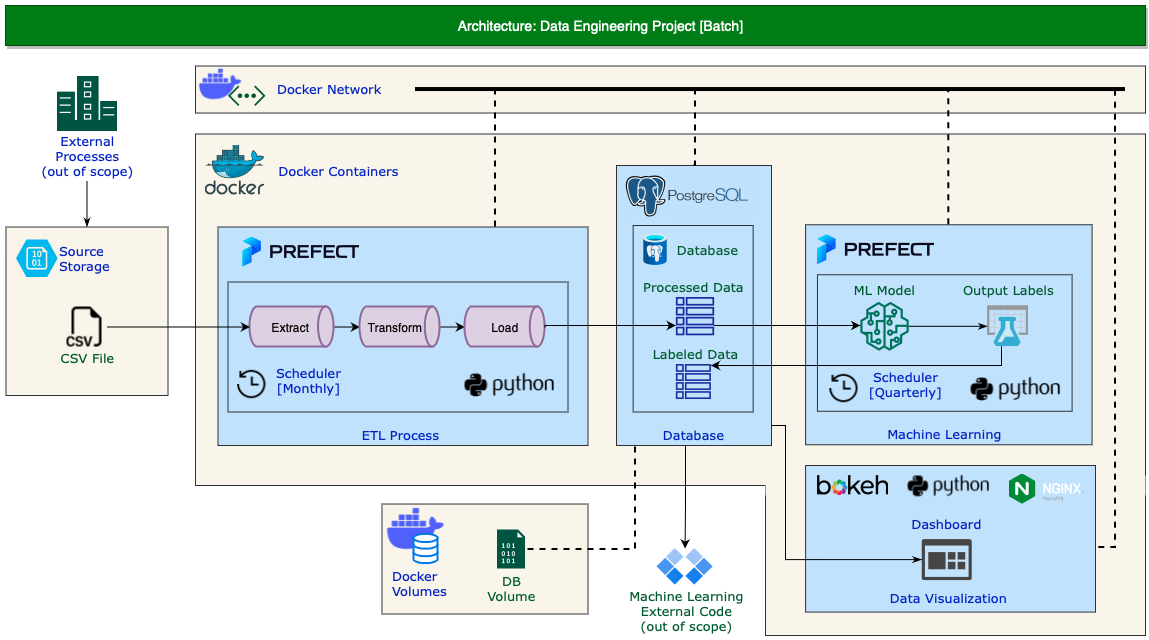 Architecture: Data Engineering Project [Batch]
Docker Network
External
Processes
(out of scope)
docker
Docker Containers
Source
Storage
10
01
CSV
CSV File
PREFECT
Extract
Transform
Load
Scheduler
[Monthly]
python
ETL Process
PostgreSQL
Database
Processed Data
Labeled Data
Database
PREFECT
ML Model
Output Labels
Scheduler
[Quarterly]
python
Machine Learning
bokeh
python
N
NGINX
Dashboard
Data Visualization
Docker
Volumes
101
010
101
DB
Volume
Machine Learning
External Code
(out of scope)